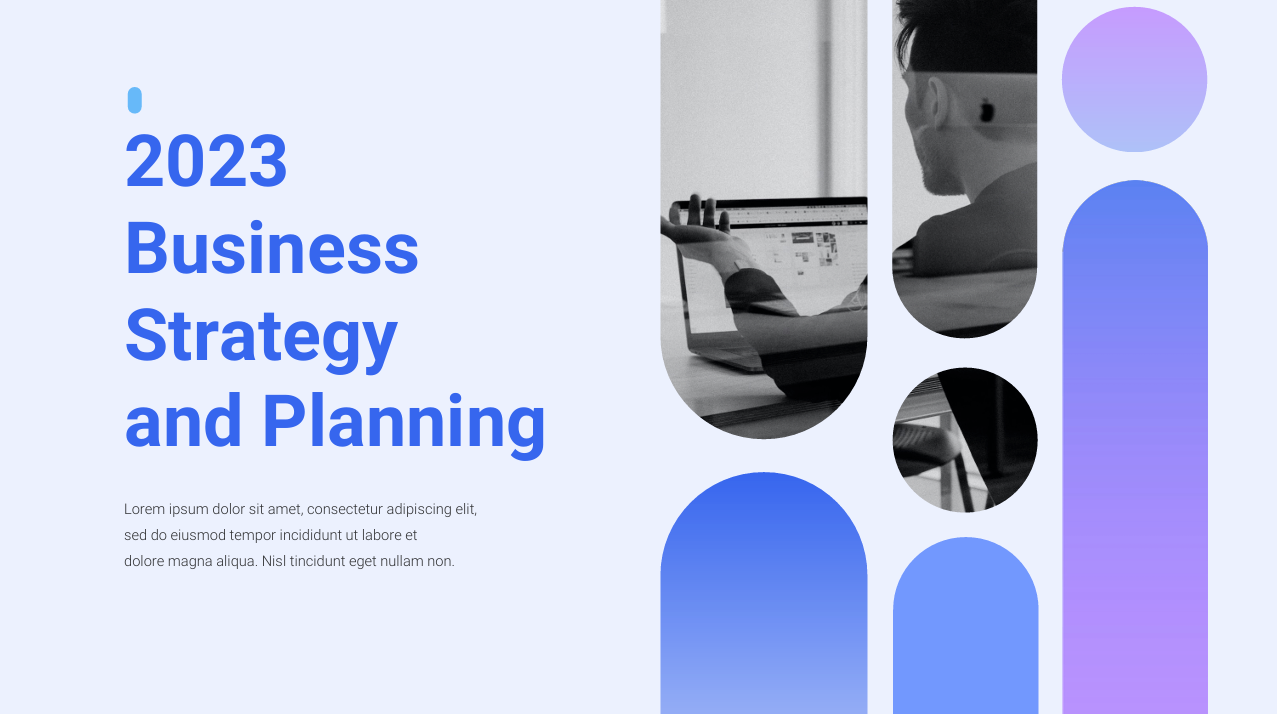 2023
Business
Strategy
and Planning
Lorem ipsum dolor sit amet, consectetur adipiscing elit,
sed do eiusmod tempor incididunt ut labore et
dolore magna aliqua. Nisl tincidunt eget nullam non.